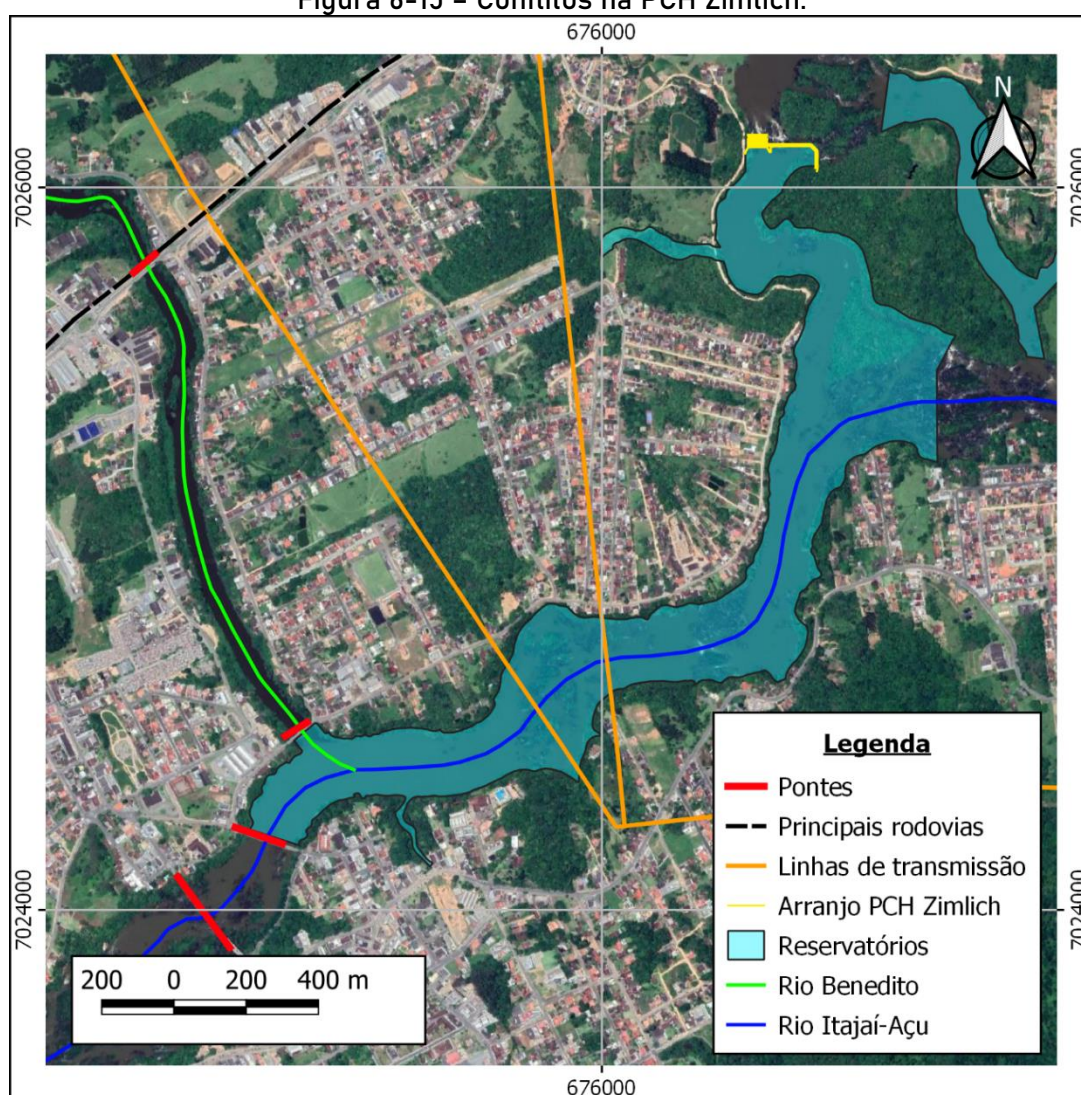 Figura 6-15 – Conflitos na PCH Zimlich.
676000
N
7026000
7026000
7024000
7024000
Legenda
Pontes
Principais rodovias
Linhas de transmissão
Arranjo PCH Zimlich
Reservatórios
Rio Benedito
Rio Itajaí-Açu
200 0 200 400 m
676000